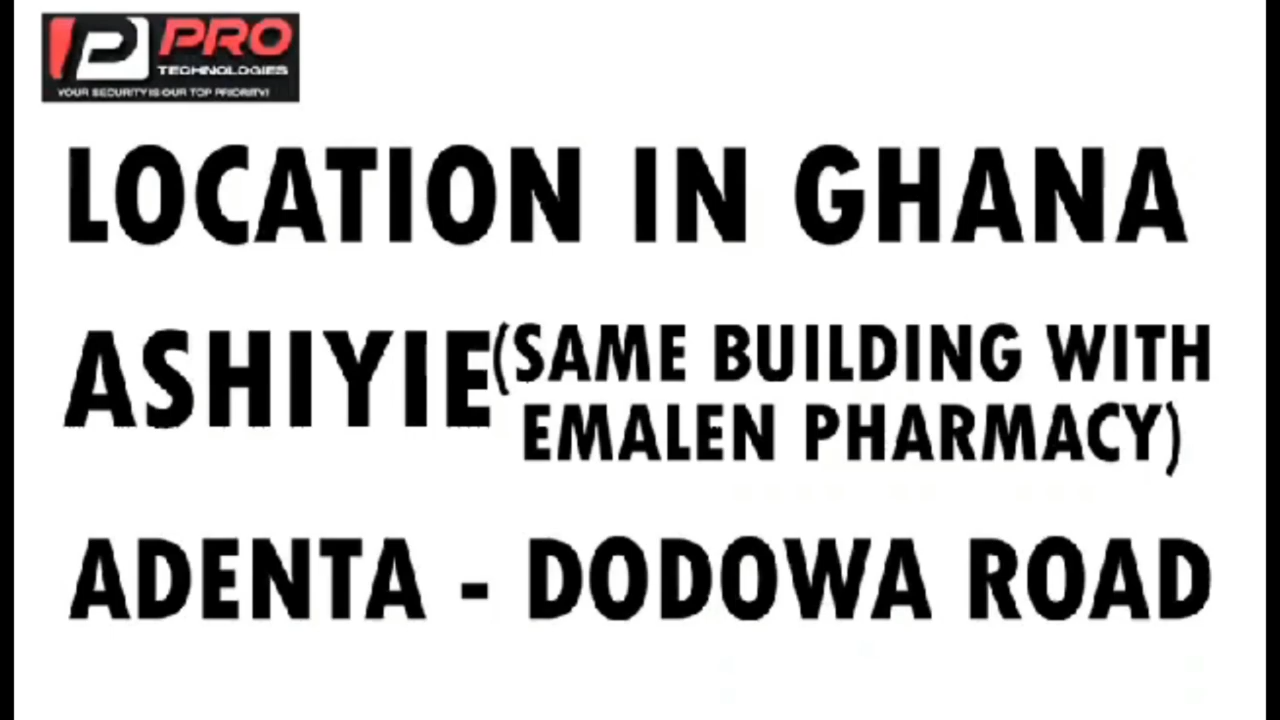 PRO
TECHNOLOGIES
YOUR SECURITY IS OUR TOP PRIORITY!
LOCATION IN GHANA
ASHIYIE (SAME BUILDING WITH
EMALEN PHARMACY)
ADENTA - DODOWA ROAD